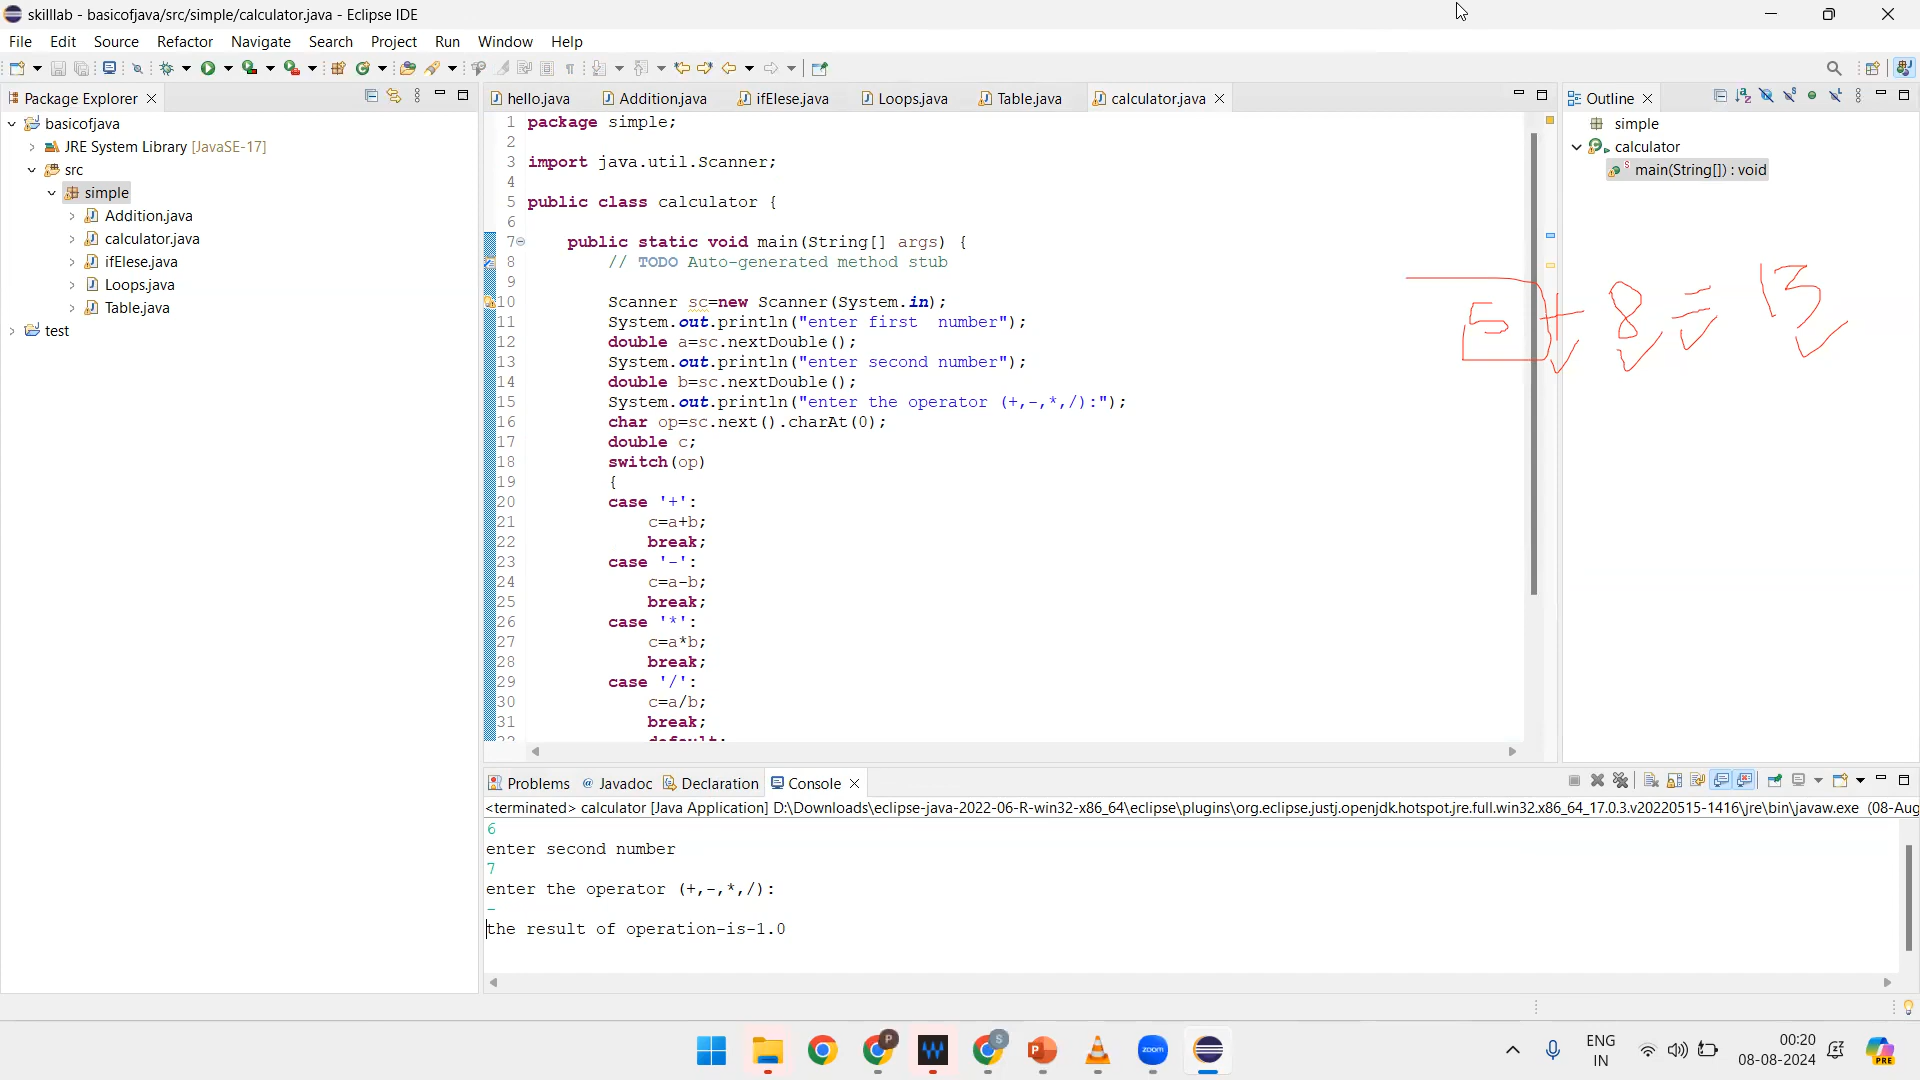 skilllab - basicofjava/src/simple/calculator.java - Eclipse IDE
File Edit Source Refactor Navigate Search Project Run Window Help
Package Explorer
basicofjava
JRE System Library [JavaSE-17]
src
simple
Addition.java
calculator.java
ifElese.java
Loops.java
Table.java
test
hello.java Addition.java ifElese.java Loops.java Table.java calculator.java
1 package simple;
2
3 import java.util.Scanner;
4
5 public class calculator {
6
7 public static void main(String[] args) {
8 // TODO Auto-generated method stub
9
10 Scanner sc=new Scanner(System.in);
11 System.out.println("enter first  number");
12 double a=sc.nextDouble();
13 System.out.println("enter second number");
14 double b=sc.nextDouble();
15 System.out.println("enter the operator (+,-,*,/):");
16 char op=sc.next().charAt(0);
17 double c;
18 switch(op)
19 {
20 case '+':
21 c=a+b;
22 break;
23 case '-':
24 c=a-b;
25 break;
26 case '*':
27 c=a*b;
28 break;
29 case '/':
30 c=a/b;
31 break;
32 default:
Outline
simple
calculator
main(String[]) : void
5 + 8 = 13
Problems @ Javadoc Declaration Console
<terminated> calculator [Java Application] D:\Downloads\eclipse-java-2022-06-R-win32-x86_64\eclipse\plugins\org.eclipse.justj.openjdk.hotspot.jre.full.win32.x86_64_17.0.3.v20220515-1416\jre\bin\javaw.exe (08-Aug
6
enter second number
7
enter the operator (+,-,*,/):
-
the result of operation-is-1.0
P
S
zoom
ENG
IN
00:20
08-08-2024
PRE